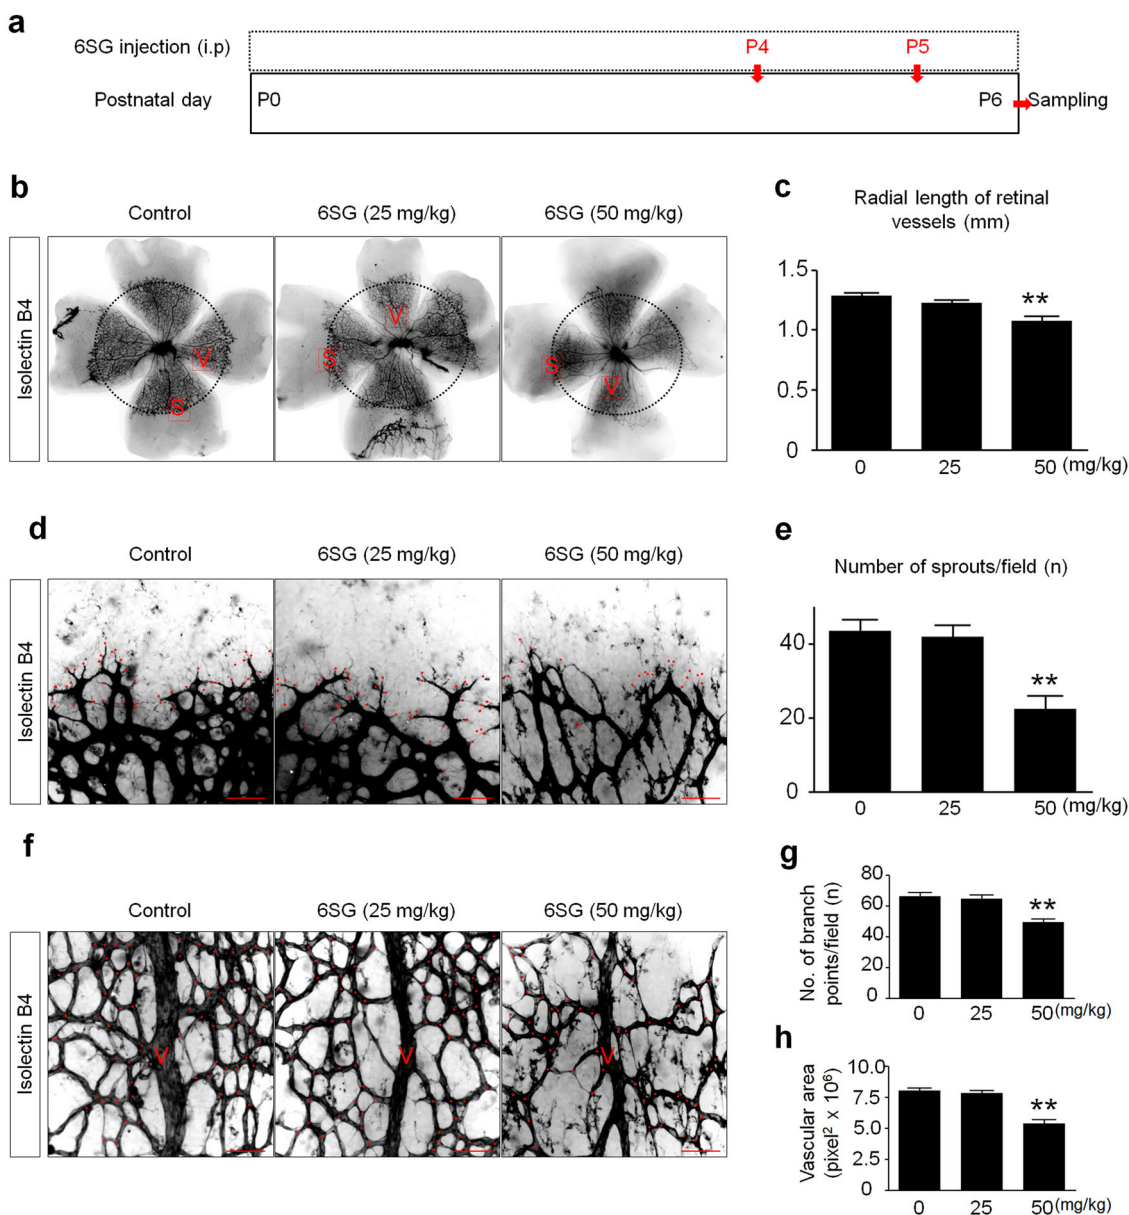 a
6SG injection (i.p)
P4
P5
Postnatal day
P0
P6
Sampling
b
Control
6SG (25 mg/kg)
6SG (50 mg/kg)
Isolectin B4
V
S
V
S
S
V
c
Radial length of retinal
vessels (mm)
1.5
1.0
0.5
0
**
0
25
50
(mg/kg)
d
Control
6SG (25 mg/kg)
6SG (50 mg/kg)
Isolectin B4
e
Number of sprouts/field (n)
40
20
0
**
0
25
50
(mg/kg)
f
Control
6SG (25 mg/kg)
6SG (50 mg/kg)
Isolectin B4
V
V
V
g
No. of branch
points/field (n)
80
60
40
20
0
**
0
25
50
(mg/kg)
h
Vascular area
(pixel² x 10⁶)
10.0
7.5
5.0
2.5
0
**
0
25
50
(mg/kg)